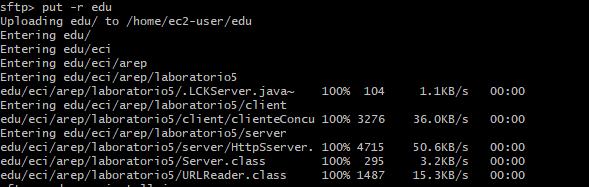 sftp> put -r edu
Uploading edu/ to /home/ec2-user/edu
Entering edu/
Entering edu/eci
Entering edu/eci/arep
Entering edu/eci/arep/laboratorio5
edu/eci/arep/laboratorio5/.LCKServer.java~ 100% 104 1.1KB/s 00:00
Entering edu/eci/arep/laboratorio5/client
edu/eci/arep/laboratorio5/client/clienteConcu 100% 3276 36.0KB/s 00:00
Entering edu/eci/arep/laboratorio5/server
edu/eci/arep/laboratorio5/server/HttpSserver. 100% 4715 50.6KB/s 00:00
edu/eci/arep/laboratorio5/Server.class 100% 295 3.2KB/s 00:00
edu/eci/arep/laboratorio5/URLReader.class 100% 1487 15.3KB/s 00:00